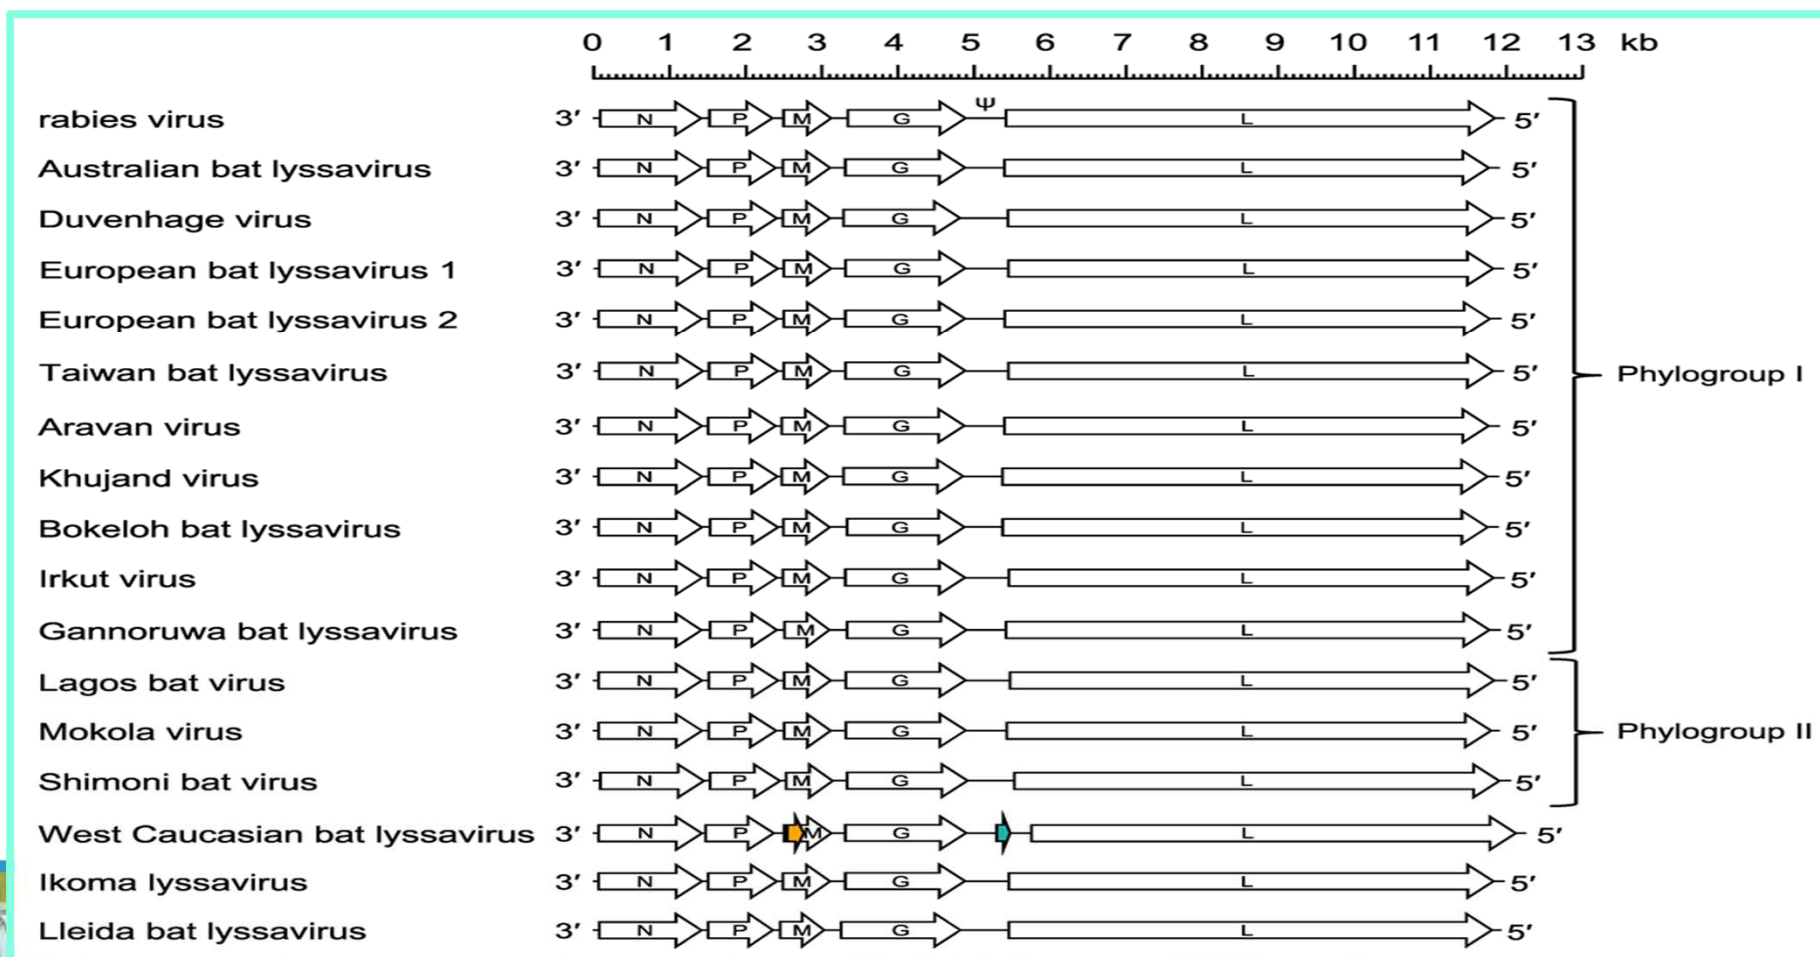 0 1 2 3 4 5 6 7 8 9 10 11 12 13 kb
rabies virus 3′ N P M G Ψ L 5′
Australian bat lyssavirus 3′ N P M G L 5′
Duvenhage virus 3′ N P M G L 5′
European bat lyssavirus 1 3′ N P M G L 5′
European bat lyssavirus 2 3′ N P M G L 5′
Taiwan bat lyssavirus 3′ N P M G L 5′ Phylogroup I
Aravan virus 3′ N P M G L 5′
Khujand virus 3′ N P M G L 5′
Bokeloh bat lyssavirus 3′ N P M G L 5′
Irkut virus 3′ N P M G L 5′
Gannoruwa bat lyssavirus 3′ N P M G L 5′
Lagos bat virus 3′ N P M G L 5′
Mokola virus 3′ N P M G L 5′ Phylogroup II
Shimoni bat virus 3′ N P M G L 5′
West Caucasian bat lyssavirus 3′ N P M G L 5′
Ikoma lyssavirus 3′ N P M G L 5′
Lleida bat lyssavirus 3′ N P M G L 5′